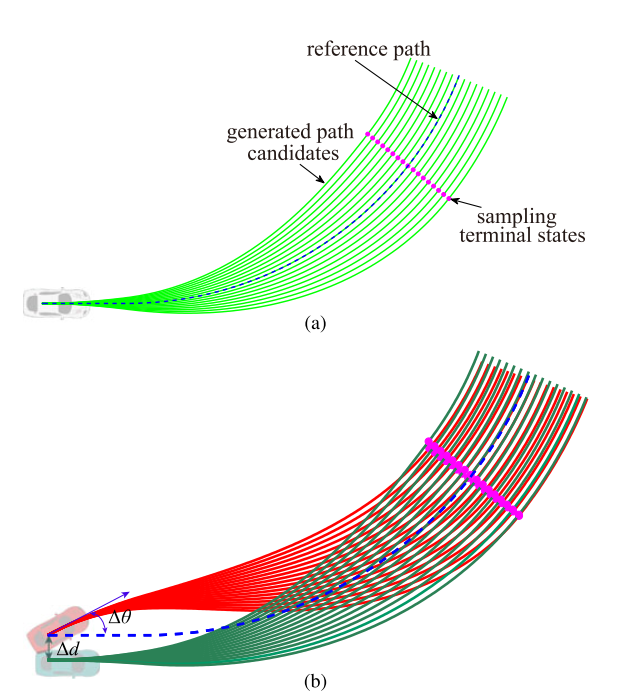 reference path
generated path
candidates
sampling
terminal states
(a)
Δθ
Δd
(b)